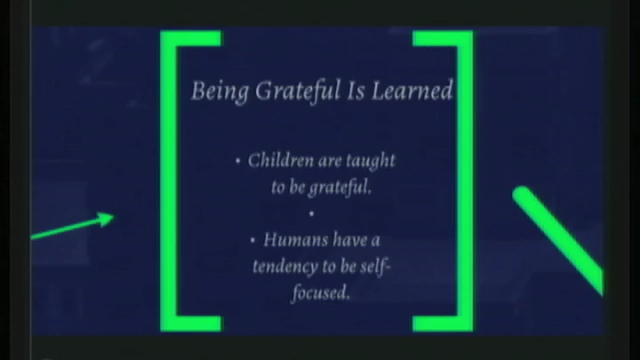 Being Grateful Is Learned
• Children are taught
to be grateful.
•
• Humans have a
tendency to be self-
focused.